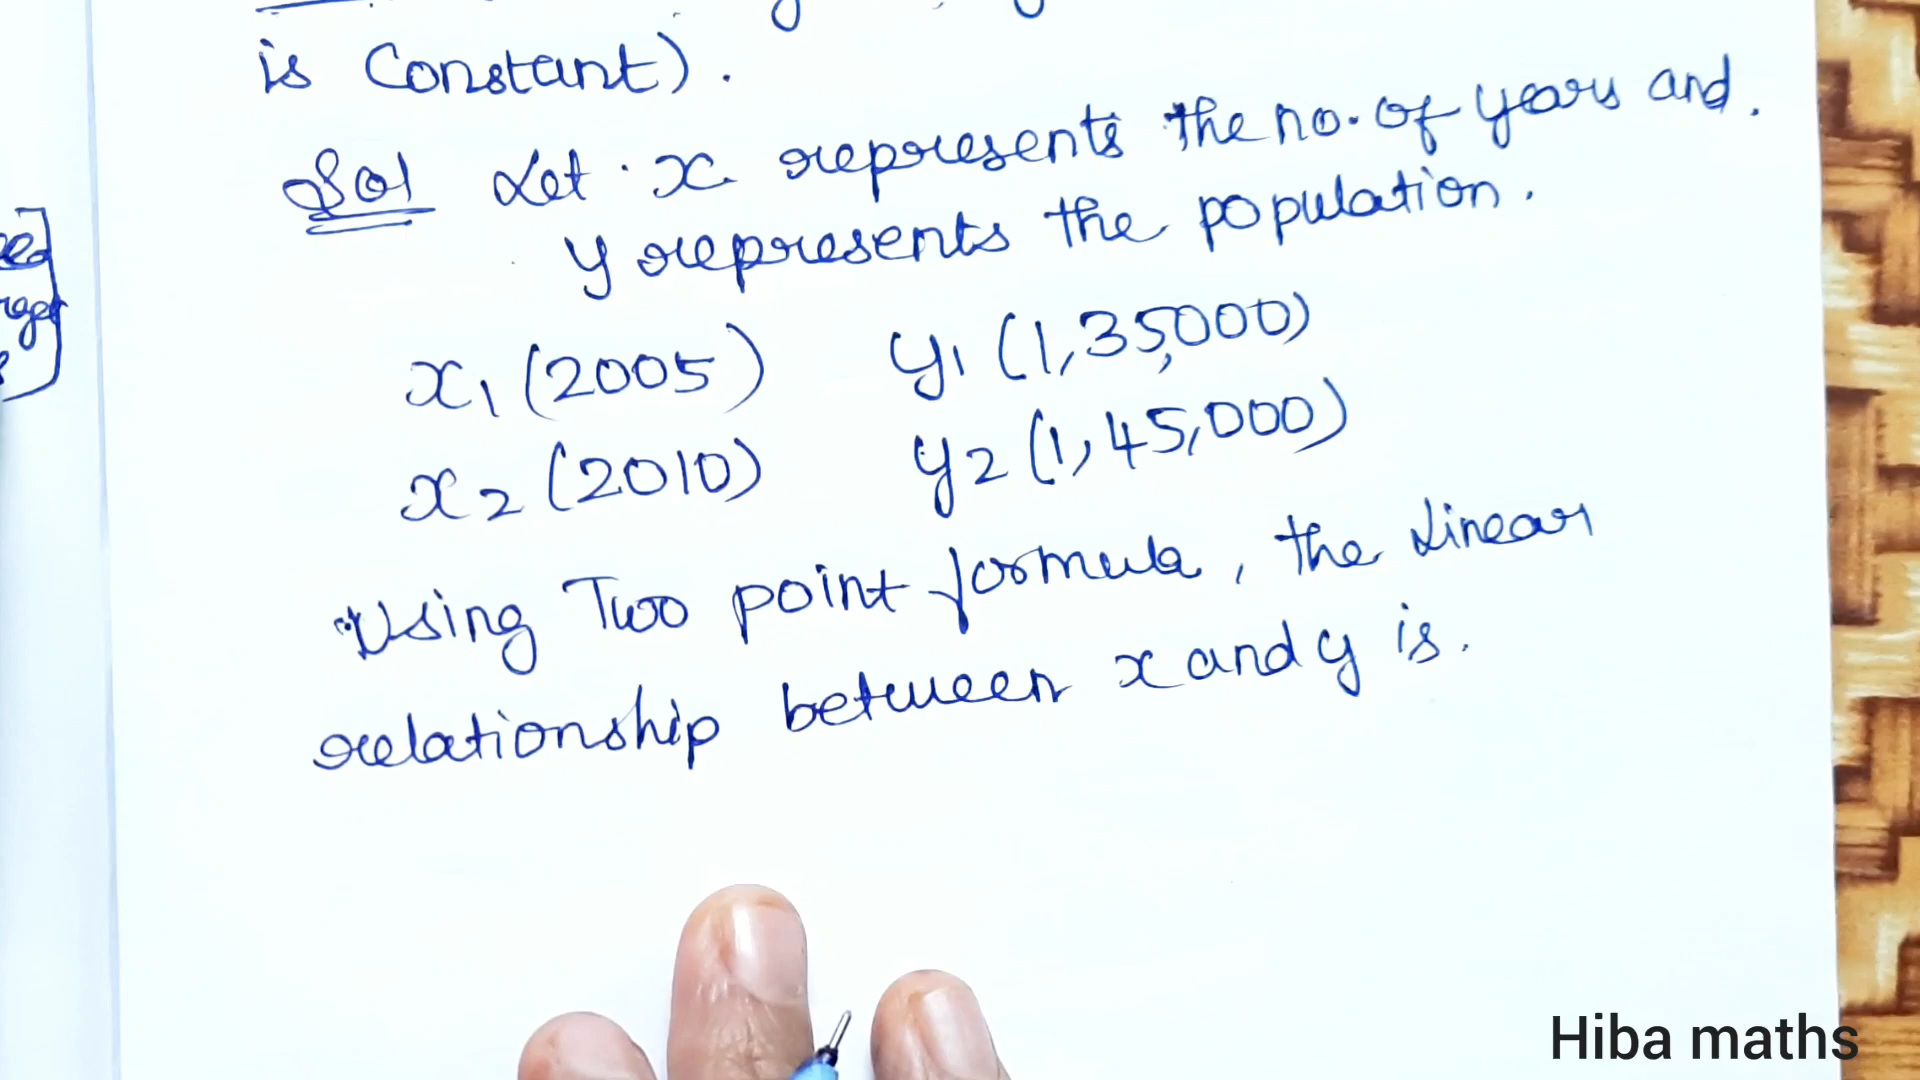 is Constant).
Sol Let x represents the no. of years and
y represents the population.
x1 (2005) y1 (1,35,000)
x2 (2010) y2 (1,45,000)
Using Two point formula, the Linear
relationship between x and y is.
Hiba maths